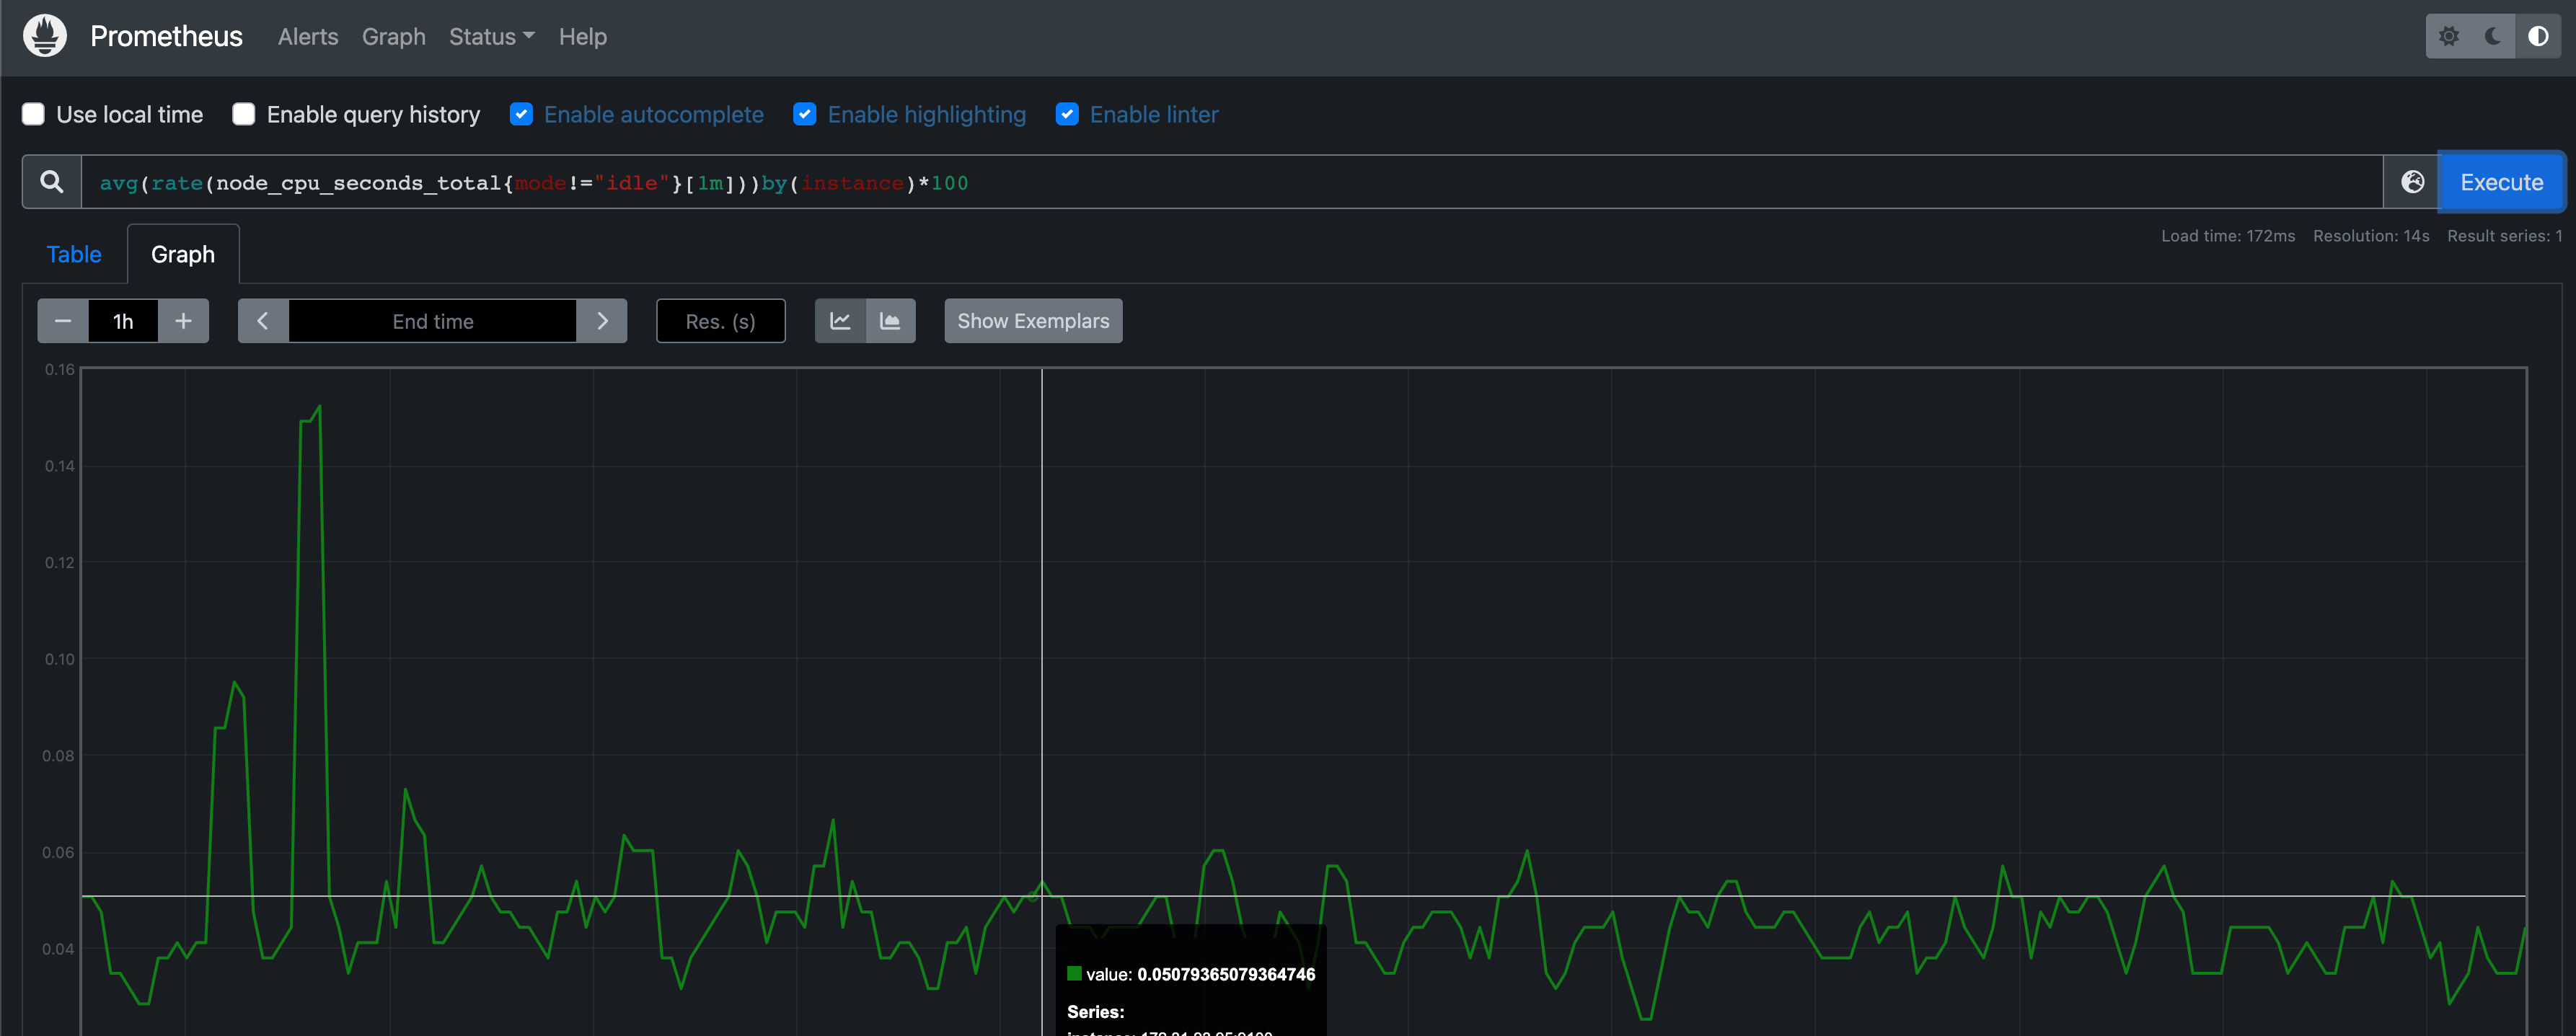 Prometheus Alerts Graph Status Help
Use local time Enable query history Enable autocomplete Enable highlighting Enable linter
avg(rate(node_cpu_seconds_total{mode!="idle"}[1m]))by(instance)*100
Execute
Load time: 172ms Resolution: 14s Result series: 1
Table Graph
1h End time Res. (s) Show Exemplars
0.16
0.14
0.12
0.10
0.08
0.06
0.04
value: 0.05079365079364746
Series: